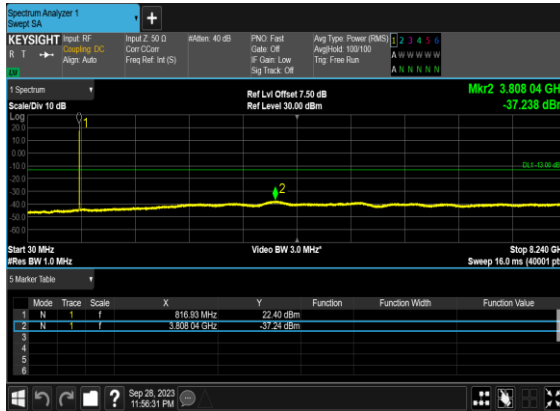 Spectrum Analyzer 1
Swept SA
+
KEYSIGHT Input: RF Input Z: 50 Ω #Atten: 40 dB PNO: Fast Avg Type: Power (RMS) 1 2 3 4 5 6
R T Coupling: DC Corr CCorr Gate: Off Avg|Hold: 100/100 A W W W W W
Align: Auto Freq Ref: Int (S) IF Gain: Low Trig: Free Run
Sig Track: Off A N N N N N
1 Spectrum Ref Lvl Offset 7.50 dB Mkr2 3.808 04 GHz
Scale/Div 10 dB Ref Level 30.00 dBm -37.238 dBm
Log
20.0 1
10.0
0.00
-10.0 DL1 -13.00 dB
-20.0
-30.0 2
-40.0
-50.0
-60.0
Start 30 MHz Video BW 3.0 MHz* Stop 8.240 GH
#Res BW 1.0 MHz Sweep 16.0 ms (40001 pt
5 Marker Table
Mode Trace Scale X Y Function Function Width Function Value
1 N 1 f 816.93 MHz 22.40 dBm
2 N 1 f 3.808 04 GHz -37.24 dBm
3
4
5
6
? Sep 28, 2023
11:56:31 PM